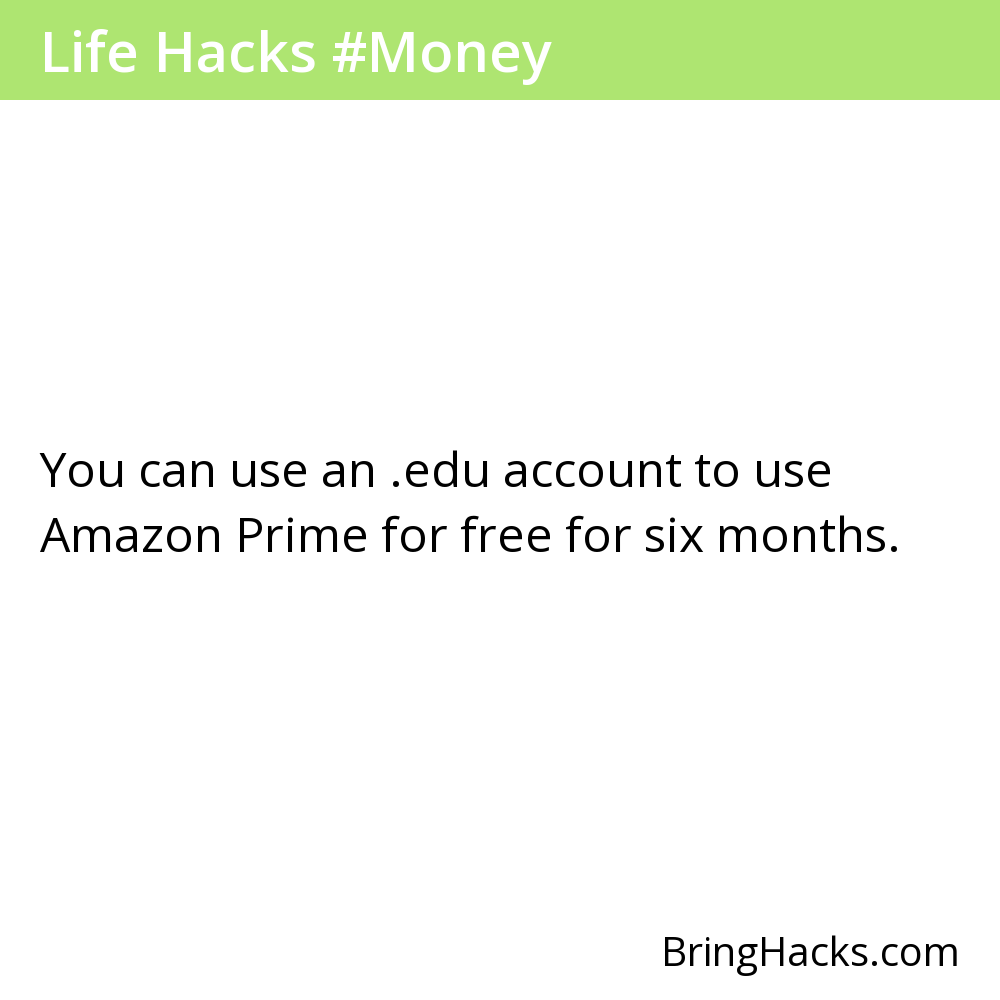 Life Hacks #Money
You can use an .edu account to use
Amazon Prime for free for six months.
BringHacks.com